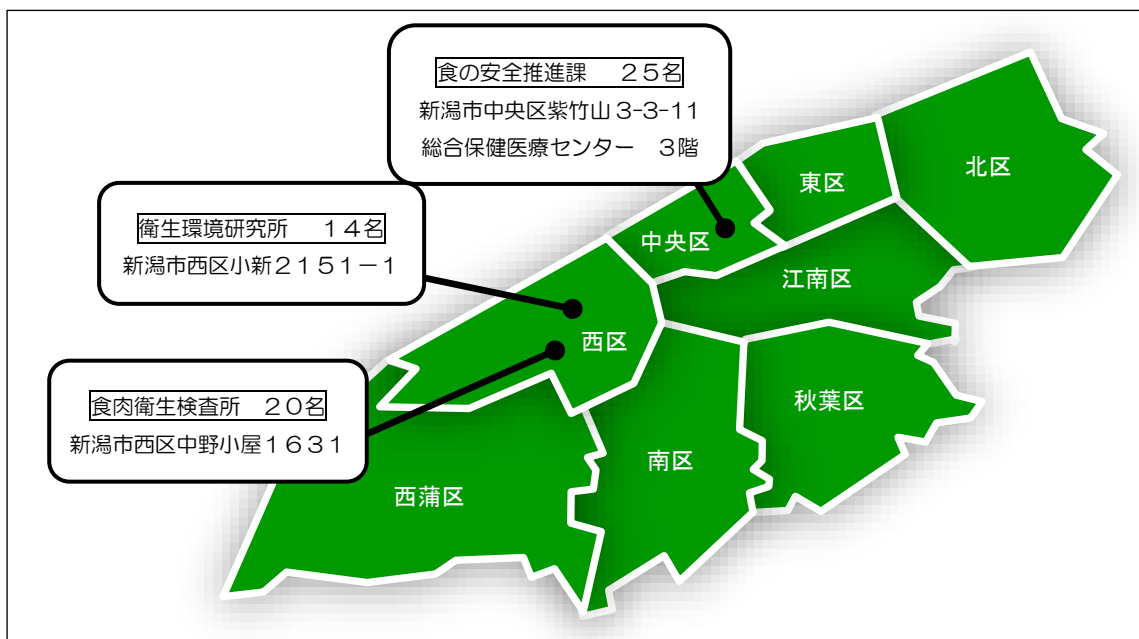 食の安全推進課　２５名
新潟市中央区紫竹山 3-3-11
総合保健医療センター　３階
衛生環境研究所　１４名
新潟市西区小新２１５１－１
食肉衛生検査所　２０名
新潟市西区中野小屋１６３１
北区
東区
中央区
江南区
西区
秋葉区
南区
西蒲区